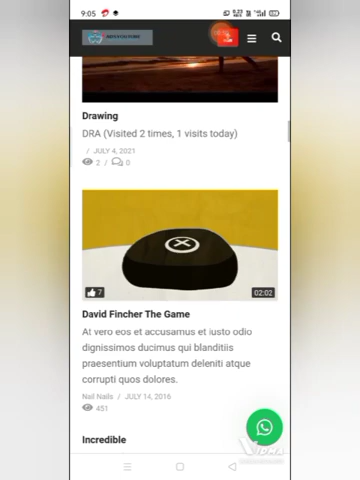 9:05
Drawing
DRA (Visited 2 times, 1 visits today)
/ JULY 4, 2021
2 / 0
7
02:02
David Fincher The Game
At vero eos et accusamus et iusto odio
dignissimos ducimus qui blanditiis
praesentium voluptatum deleniti atque
corrupti quos dolores.
Nail Nails / JULY 14, 2016
451
Incredible
VIDMA